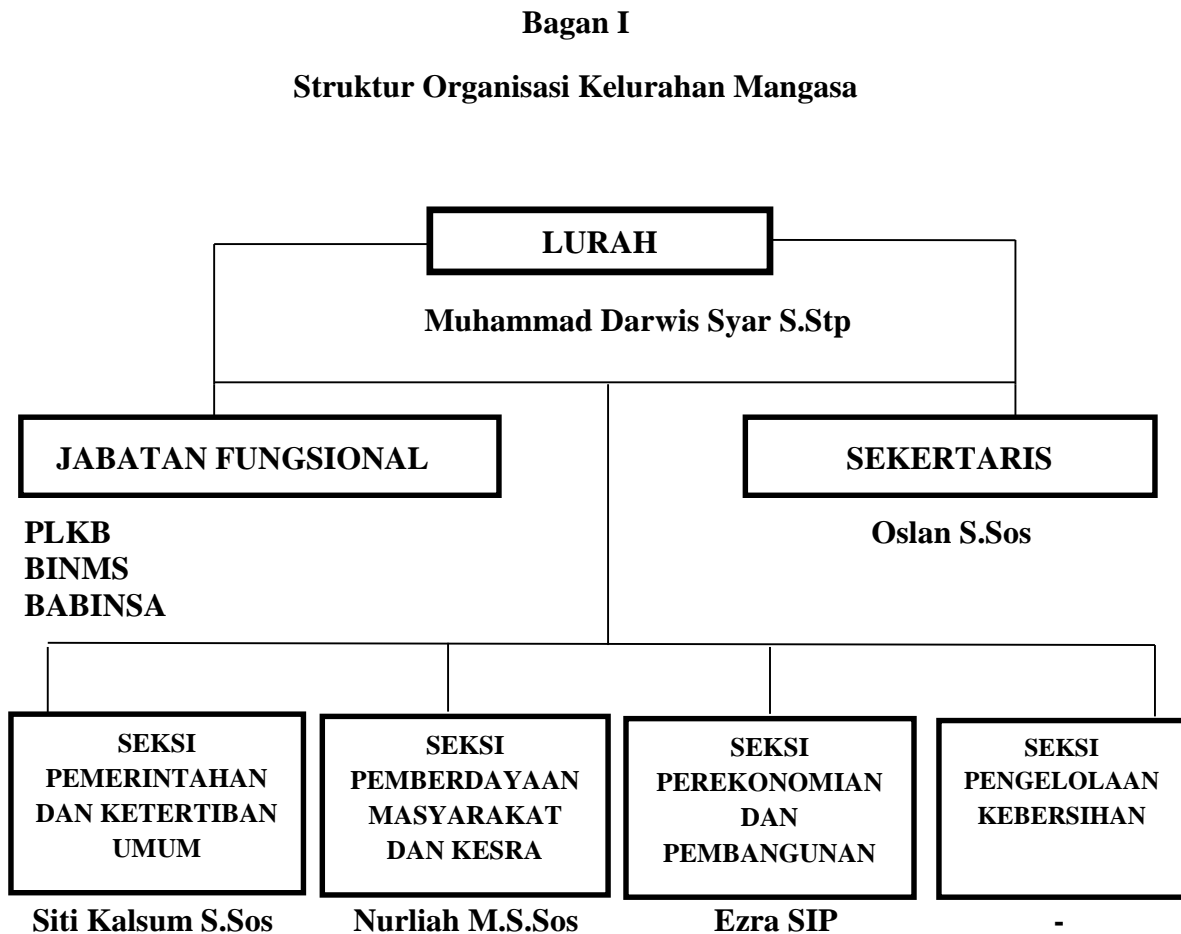 Bagan I
Struktur Organisasi Kelurahan Mangasa
LURAH
Muhammad Darwis Syar S.Stp
JABATAN FUNGSIONAL
PLKB
BINMS
BABINSA
SEKERTARIS
Oslan S.Sos
SEKSI
PEMERINTAHAN
DAN KETERTIBAN
UMUM
Siti Kalsum S.Sos
SEKSI
PEMBERDAYAAN
MASYARAKAT
DAN KESRA
Nurliah M.S.Sos
SEKSI
PEREKONOMIAN
DAN
PEMBANGUNAN
Ezra SIP
SEKSI
PENGELOLAAN
KEBERSIHAN
-